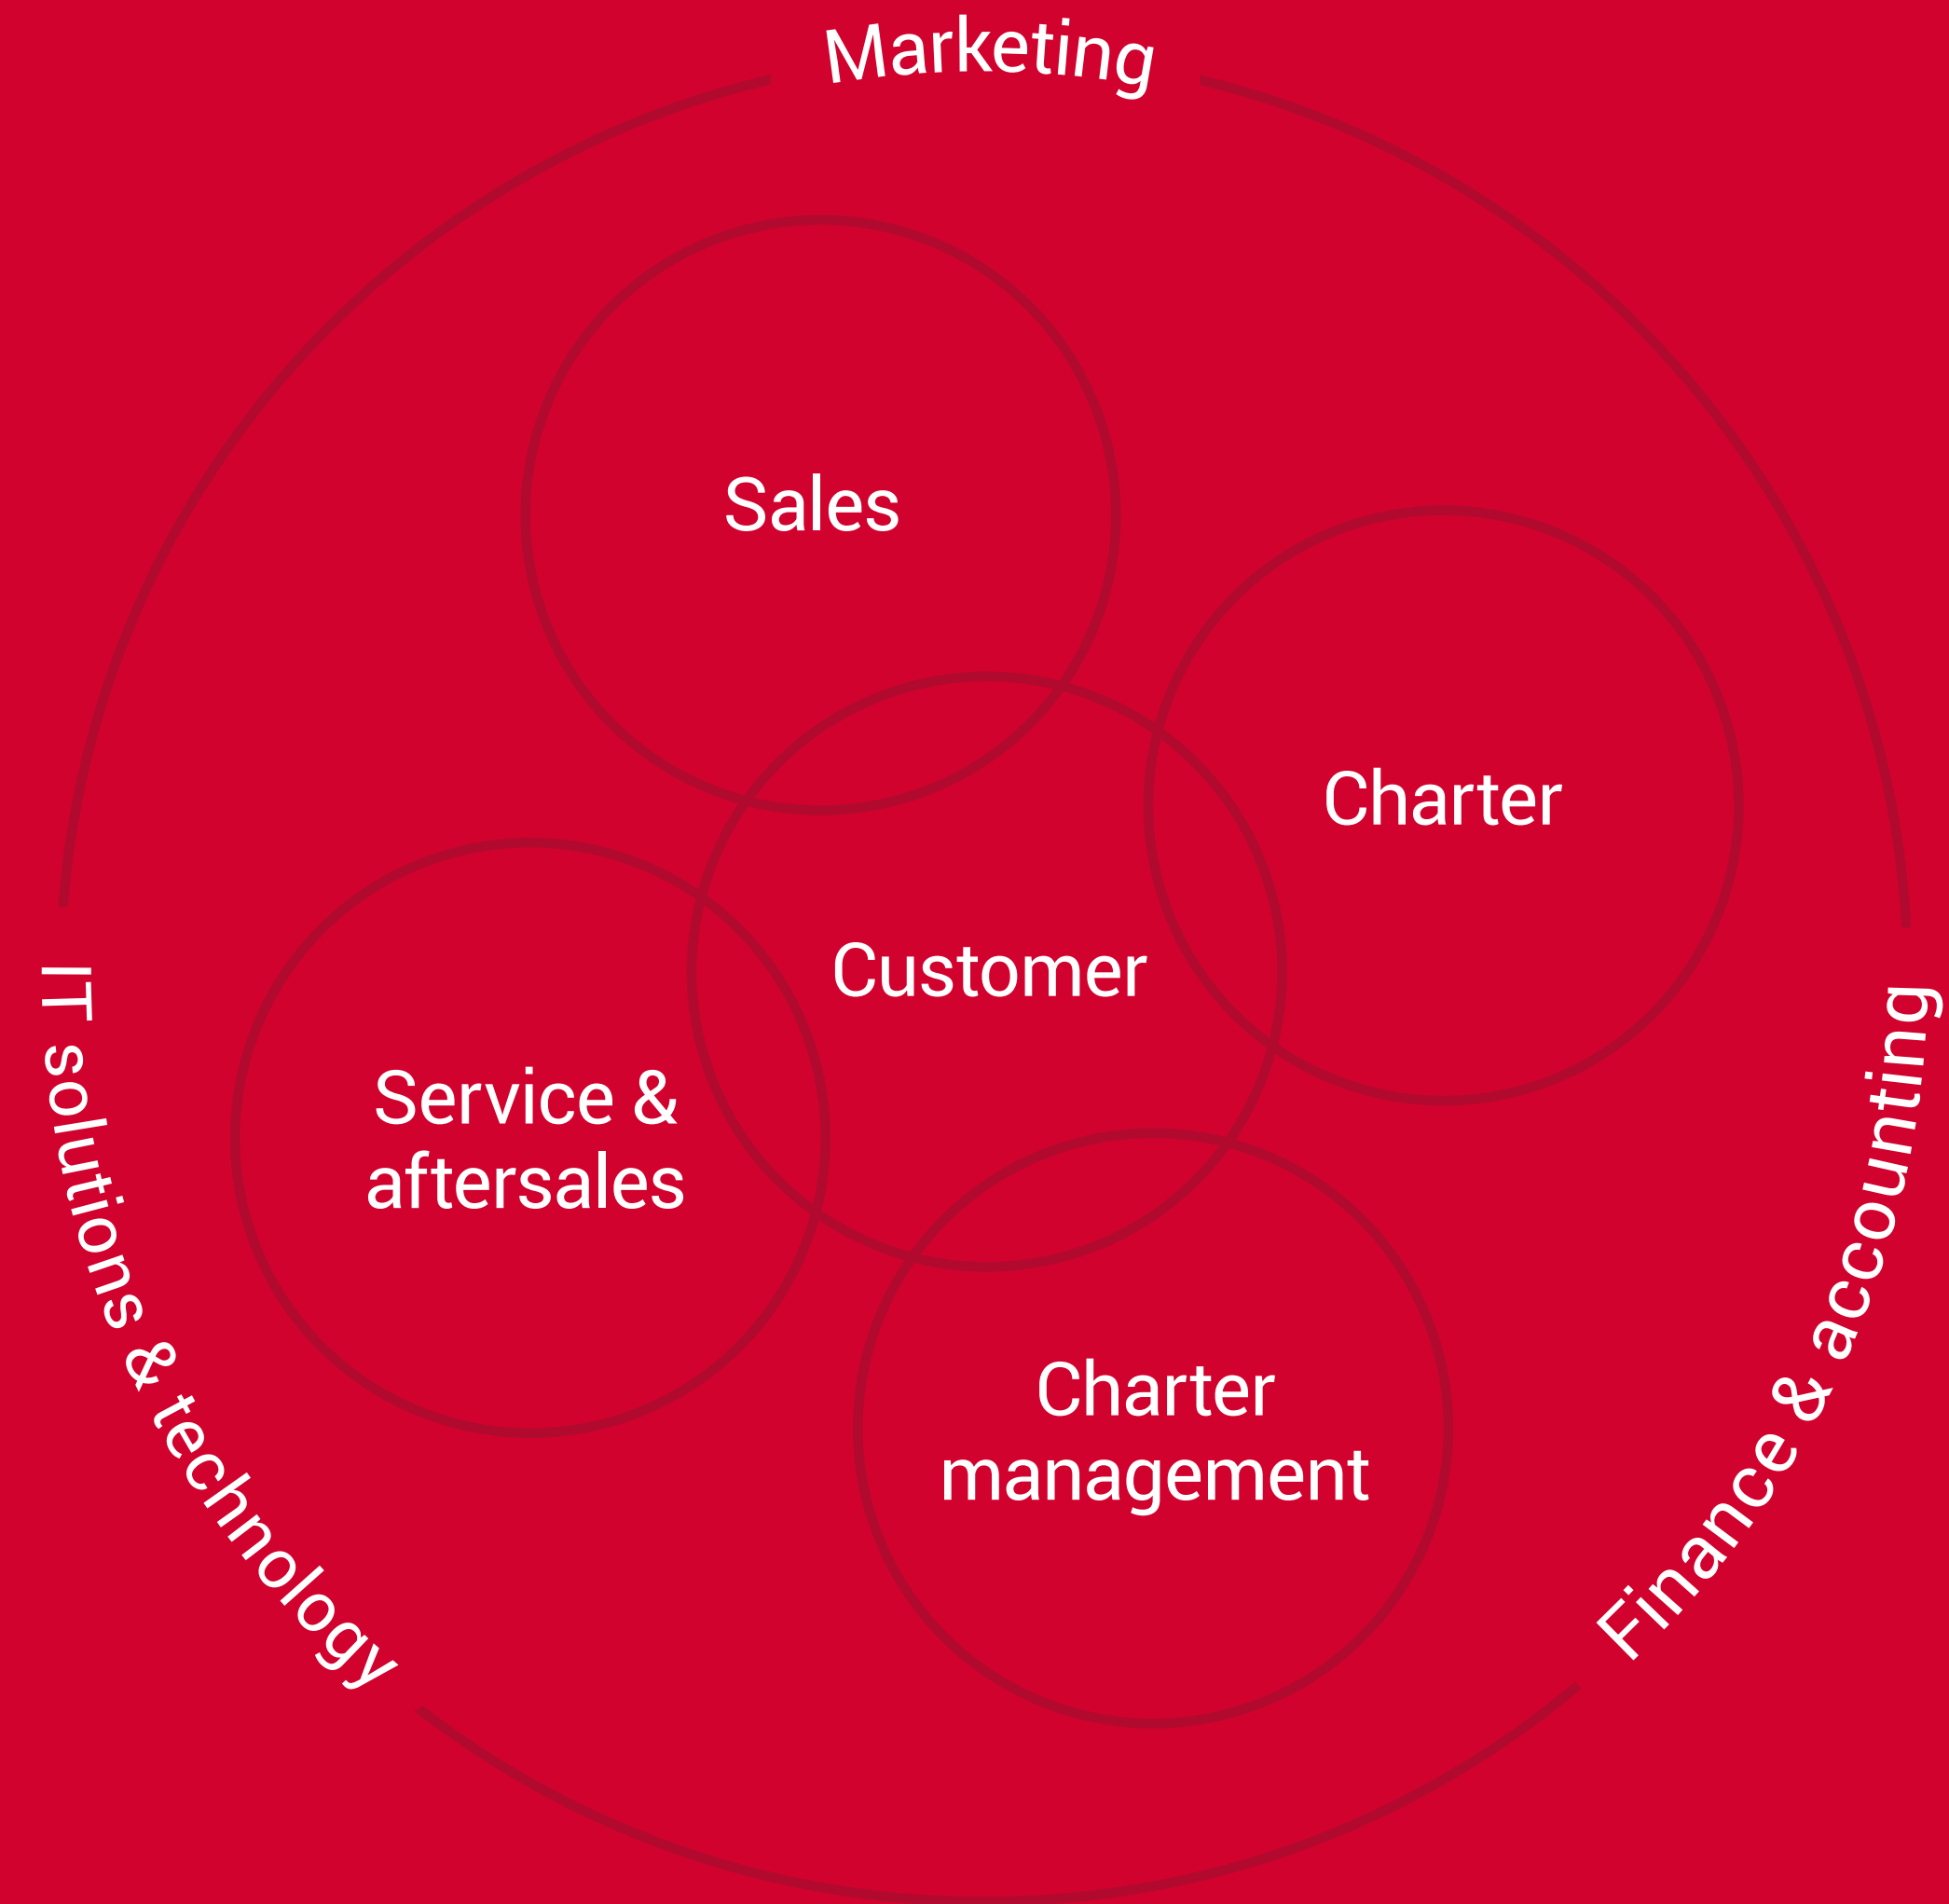 Marketing
Sales
Charter
Customer
Service &
aftersales
Charter
management
IT solutions & technology
Finance & accounting